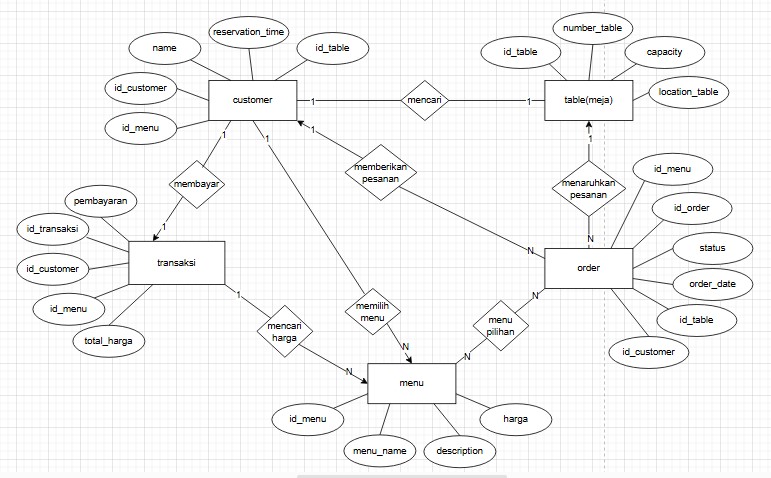 reservation_time
name
id_table
id_customer
id_menu
customer
1
mencari
1
number_table
id_table
capacity
location_table
table(meja)
1
1
1
1
membayar
1
memberikan
pesanan
N
menaruhkan
pesanan
N
id_menu
id_order
status
order_date
id_table
id_customer
order
pembayaran
id_transaksi
id_customer
id_menu
total_harga
transaksi
1
mencari
harga
N
memilih
menu
N
menu
pilihan
N
N
menu
id_menu
menu_name
description
harga